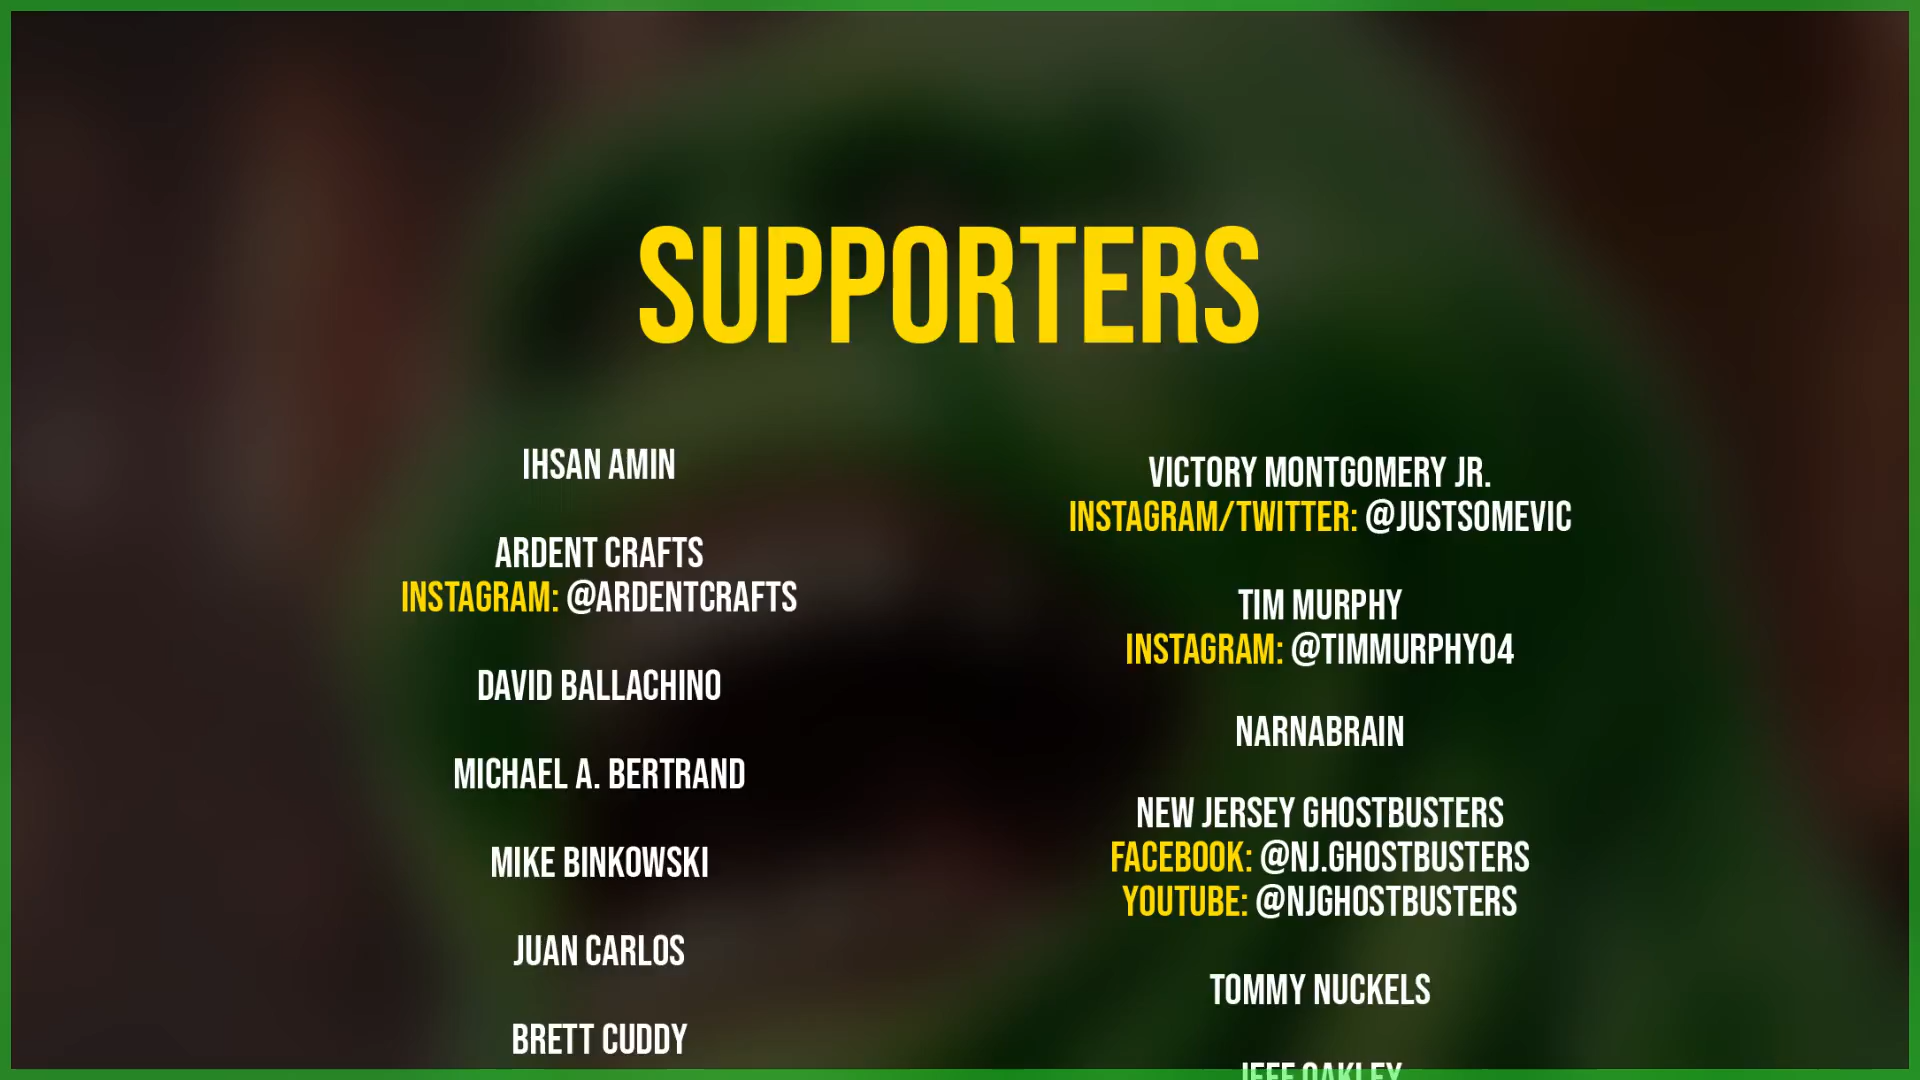 SUPPORTERS
IHSAN AMIN
ARDENT CRAFTS
INSTAGRAM: @ARDENTCRAFTS
DAVID BALLACHINO
MICHAEL A. BERTRAND
MIKE BINKOWSKI
JUAN CARLOS
BRETT CUDDY
VICTORY MONTGOMERY JR.
INSTAGRAM/TWITTER: @JUSTSOMEVIC
TIM MURPHY
INSTAGRAM: @TIMMURPHY04
NARNABRAIN
NEW JERSEY GHOSTBUSTERS
FACEBOOK: @NJ.GHOSTBUSTERS
YOUTUBE: @NJGHOSTBUSTERS
TOMMY NUCKELS
JEFF OAKLEY